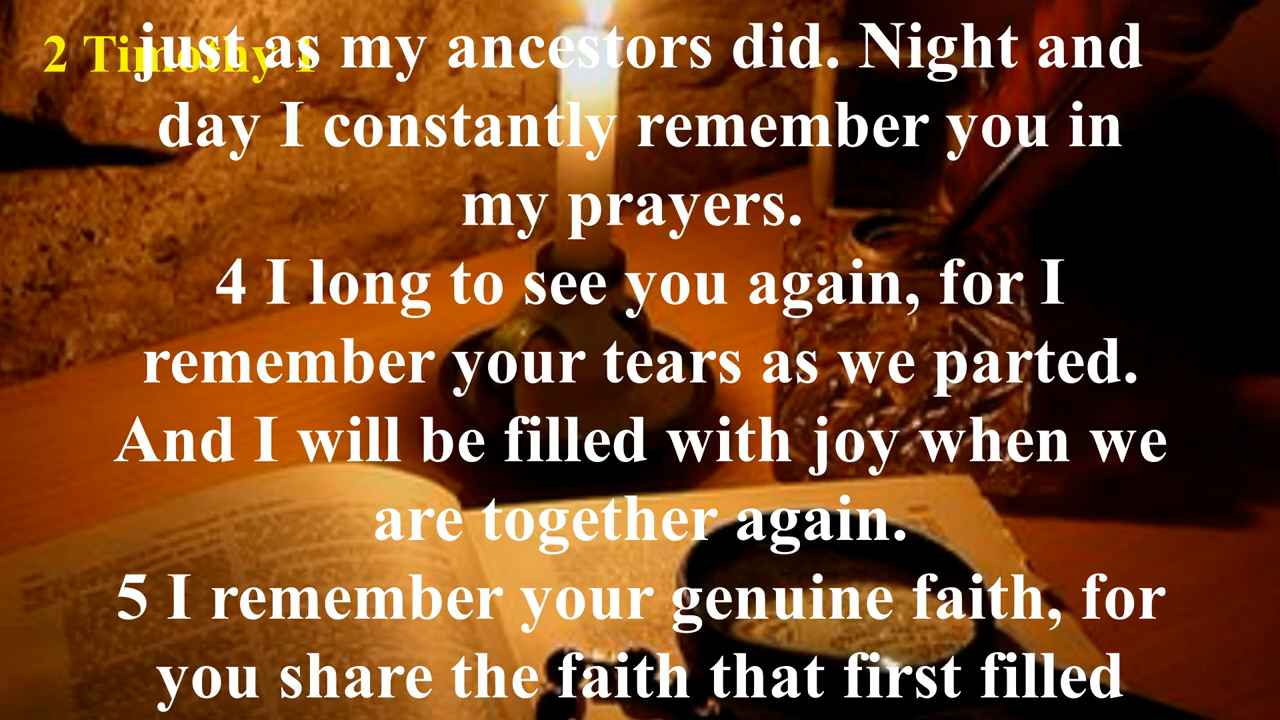 2 Timothy 1
just as my ancestors did. Night and
day I constantly remember you in
my prayers.
4 I long to see you again, for I
remember your tears as we parted.
And I will be filled with joy when we
are together again.
5 I remember your genuine faith, for
you share the faith that first filled